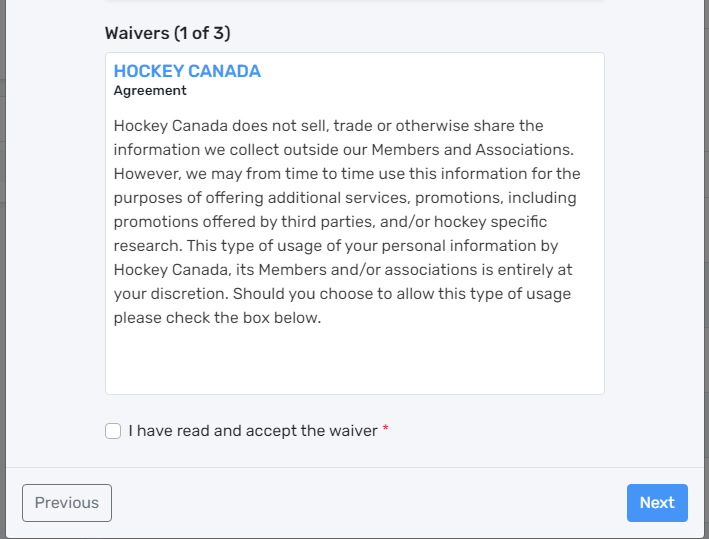 Waivers (1 of 3)
HOCKEY CANADA
Agreement
Hockey Canada does not sell, trade or otherwise share the
information we collect outside our Members and Associations.
However, we may from time to time use this information for the
purposes of offering additional services, promotions, including
promotions offered by third parties, and/or hockey specific
research. This type of usage of your personal information by
Hockey Canada, its Members and/or associations is entirely at
your discretion. Should you choose to allow this type of usage
please check the box below.
I have read and accept the waiver *
Previous
Next